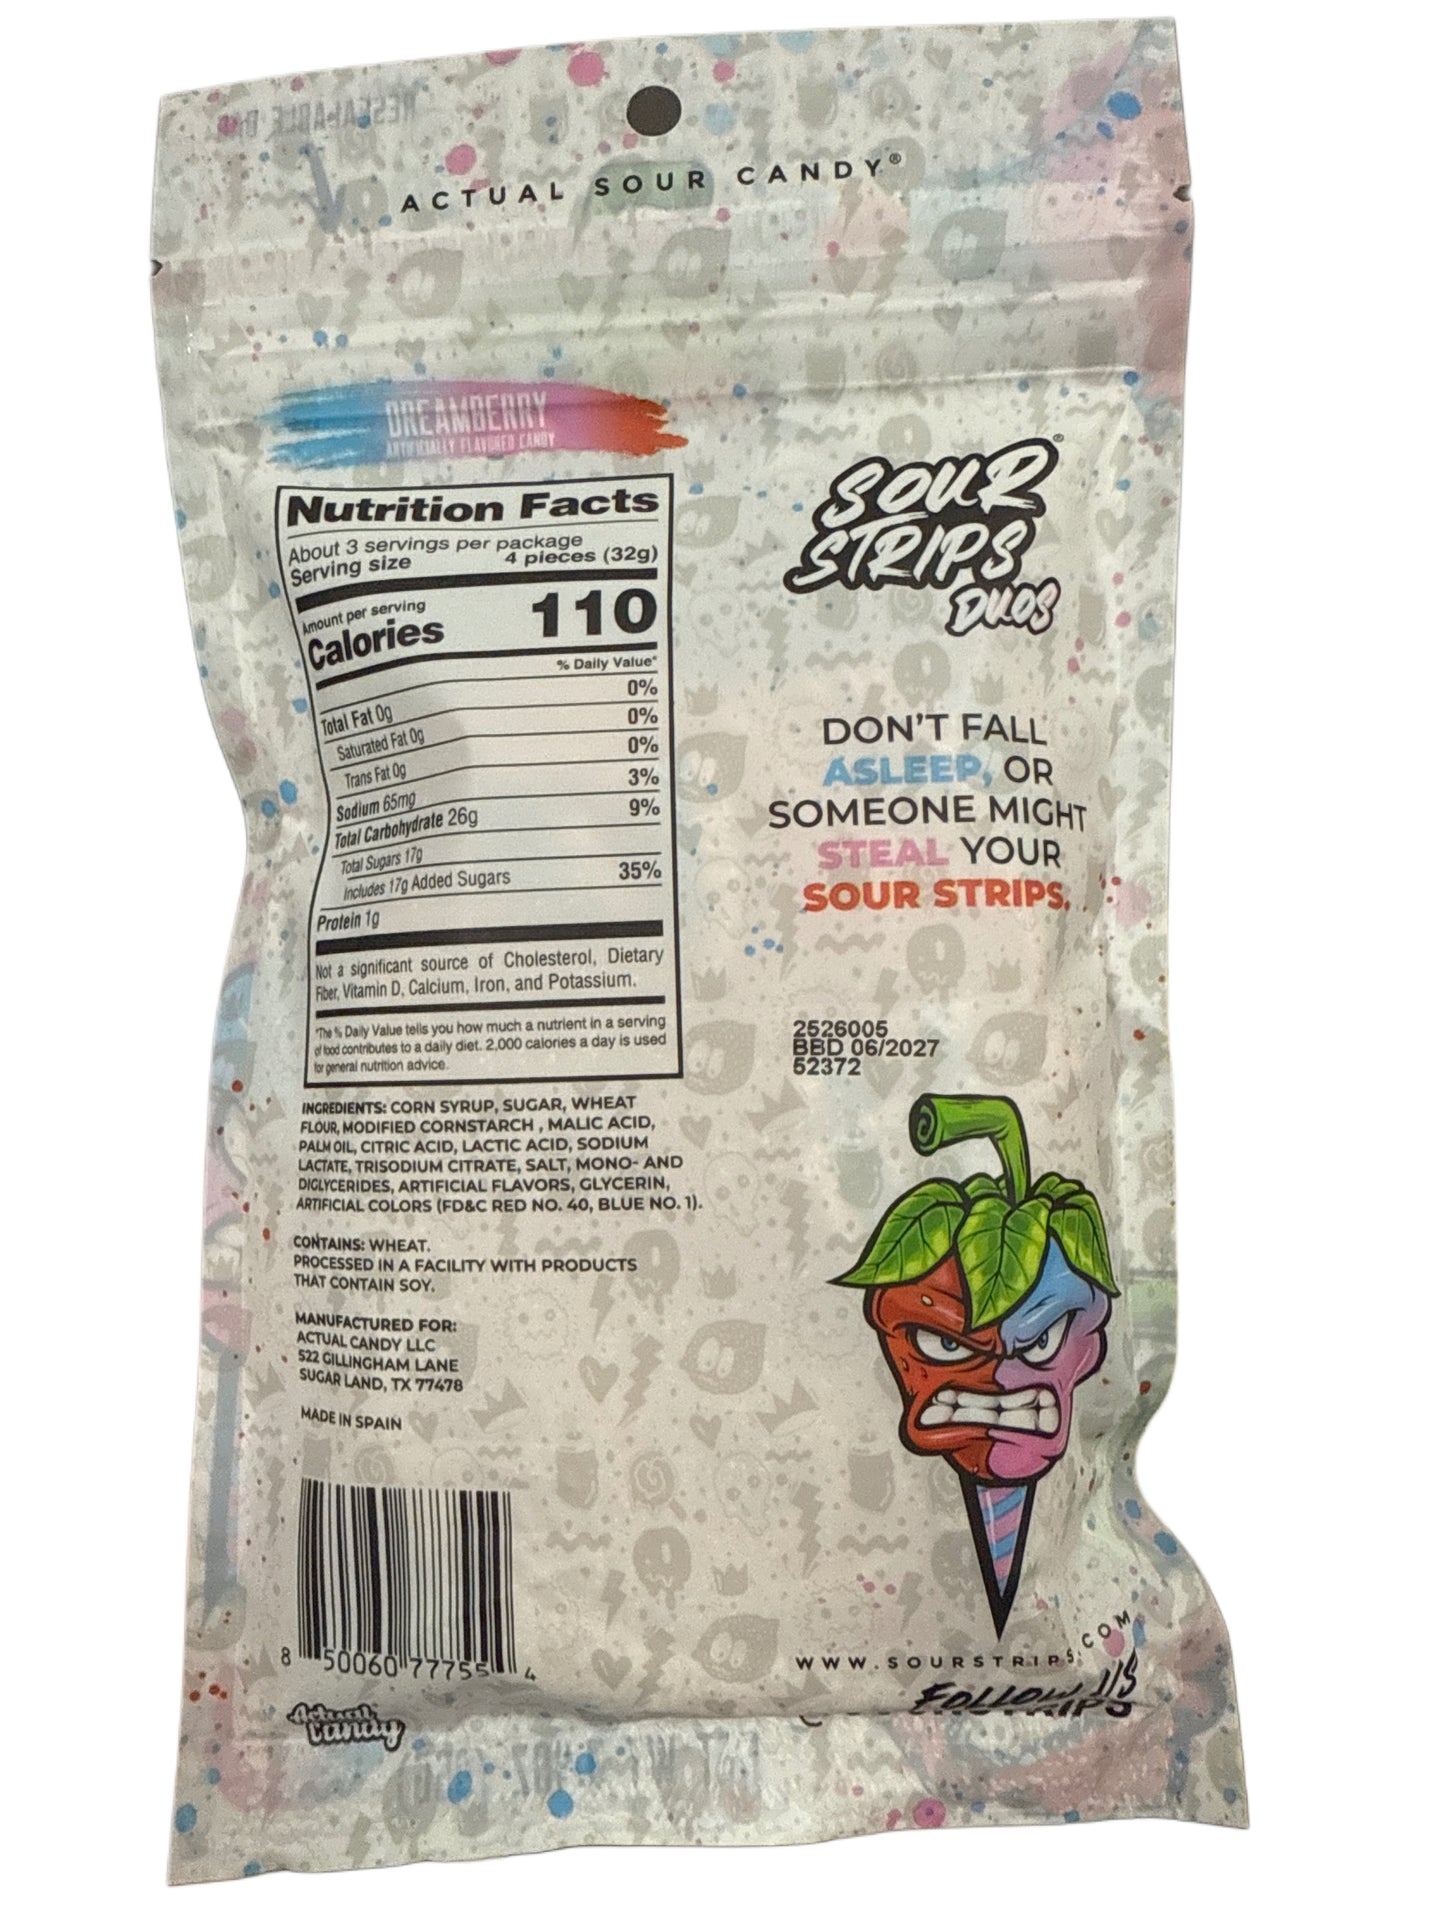 ACTUAL SOUR CANDY®
DREAMBERRY
ARTIFICIALLY FLAVORED CANDY
Nutrition Facts
About 3 servings per package
Serving size 4 pieces (32g)
Amount per serving
Calories 110
% Daily Value*
Total Fat 0g 0%
Saturated Fat 0g 0%
Trans Fat 0g 0%
Sodium 65mg 3%
Total Carbohydrate 26g 9%
Total Sugars 17g
Includes 17g Added Sugars 35%
Protein 1g
Not a significant source of Cholesterol, Dietary
Fiber, Vitamin D, Calcium, Iron, and Potassium.
*The % Daily Value tells you how much a nutrient in a serving
of food contributes to a daily diet. 2,000 calories a day is used
for general nutrition advice.
INGREDIENTS: CORN SYRUP, SUGAR, WHEAT
FLOUR, MODIFIED CORNSTARCH , MALIC ACID,
PALM OIL, CITRIC ACID, LACTIC ACID, SODIUM
LACTATE, TRISODIUM CITRATE, SALT, MONO- AND
DIGLYCERIDES, ARTIFICIAL FLAVORS, GLYCERIN,
ARTIFICIAL COLORS (FD&C RED NO. 40, BLUE NO. 1).
CONTAINS: WHEAT.
PROCESSED IN A FACILITY WITH PRODUCTS
THAT CONTAIN SOY.
MANUFACTURED FOR:
ACTUAL CANDY LLC
522 GILLINGHAM LANE
SUGAR LAND, TX 77478
MADE IN SPAIN
8 50060 77755 4
Actual
Candy
SOUR
STRIPS®
DUOS
DON'T FALL
ASLEEP, OR
SOMEONE MIGHT
STEAL YOUR
SOUR STRIPS.
2526005
BBD 06/2027
52372
WWW.SOURSTRIPS.COM
FOLLOW US